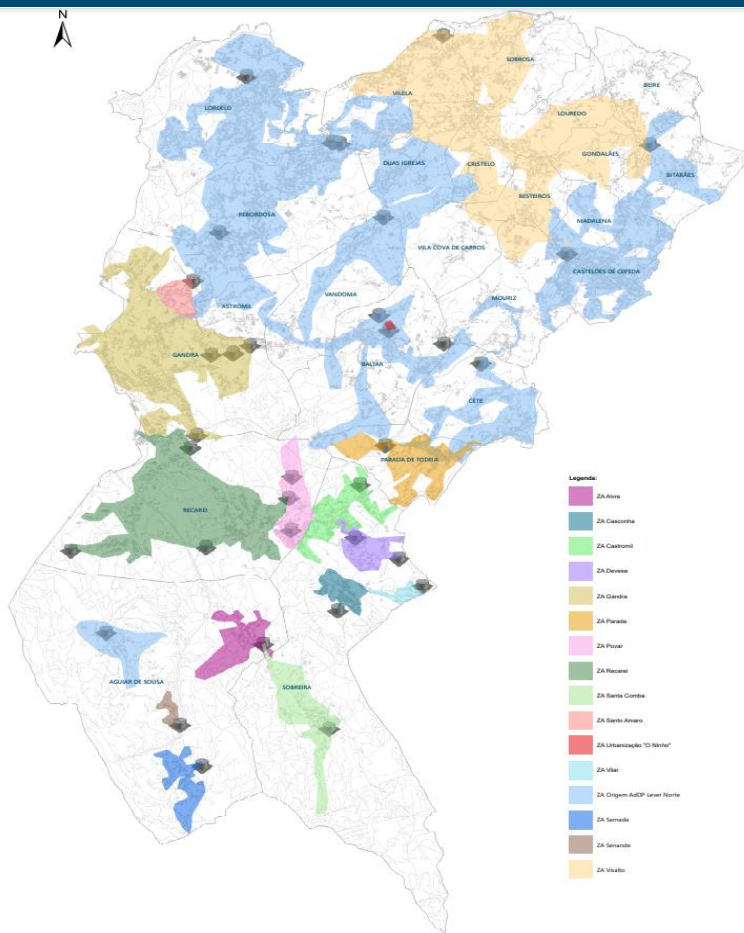 N
SOBROSA
BEIRE
VILELA
LORDELO
LOUREDO
GONDALÃES
DUAS IGREJAS
CRISTELO
BITARÃES
BESTEIROS
MADALENA
REBORDOSA
VILA COVA DE CARROS
CASTELÕES DE CEPEDA
VANDOMA
MOURIZ
ASTROMIL
GANDRA
BALTAR
CETE
PARADA DE TODEIA
RECAREI
AGUIAR DE SOUSA
SOBREIRA
Legenda:
ZA Alvre
ZA Casconha
ZA Castromil
ZA Devesa
ZA Gandra
ZA Parada
ZA Povar
ZA Recarei
ZA Santa Comba
ZA Santo Amaro
ZA Urbanização "O Ninho"
ZA Vilar
ZA Origem AdDP Lever Norte
ZA Sarnada
ZA Senande
ZA Visalto